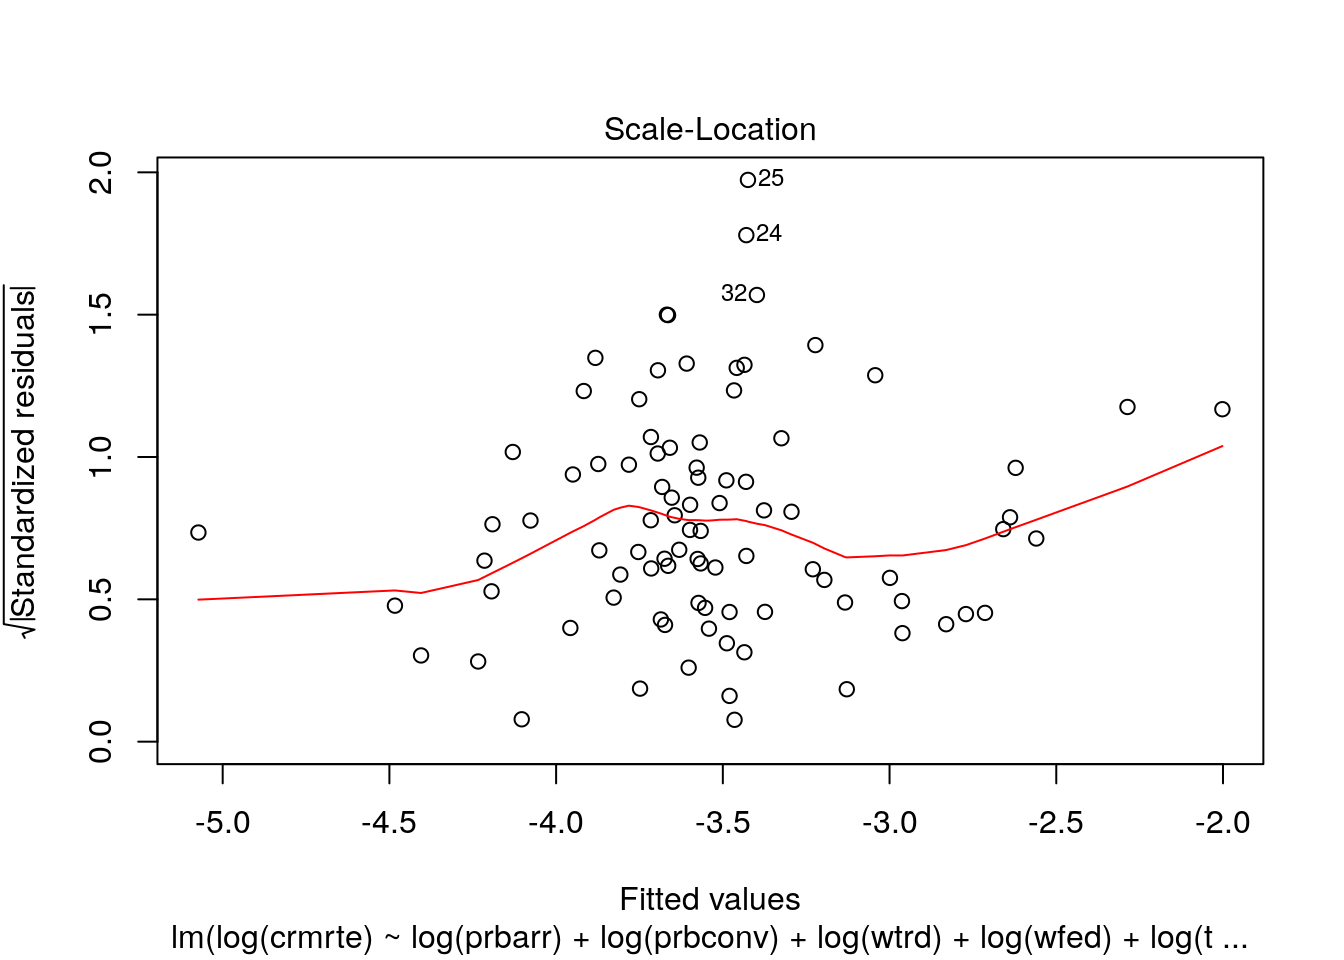 Scale-Location
√|Standardized residuals|
2.0
1.5
1.0
0.5
0.0
25
24
32
-5.0 -4.5 -4.0 -3.5 -3.0 -2.5 -2.0
Fitted values
lm(log(crmrte) ~ log(prbarr) + log(prbconv) + log(wtrd) + log(wfed) + log(t ...